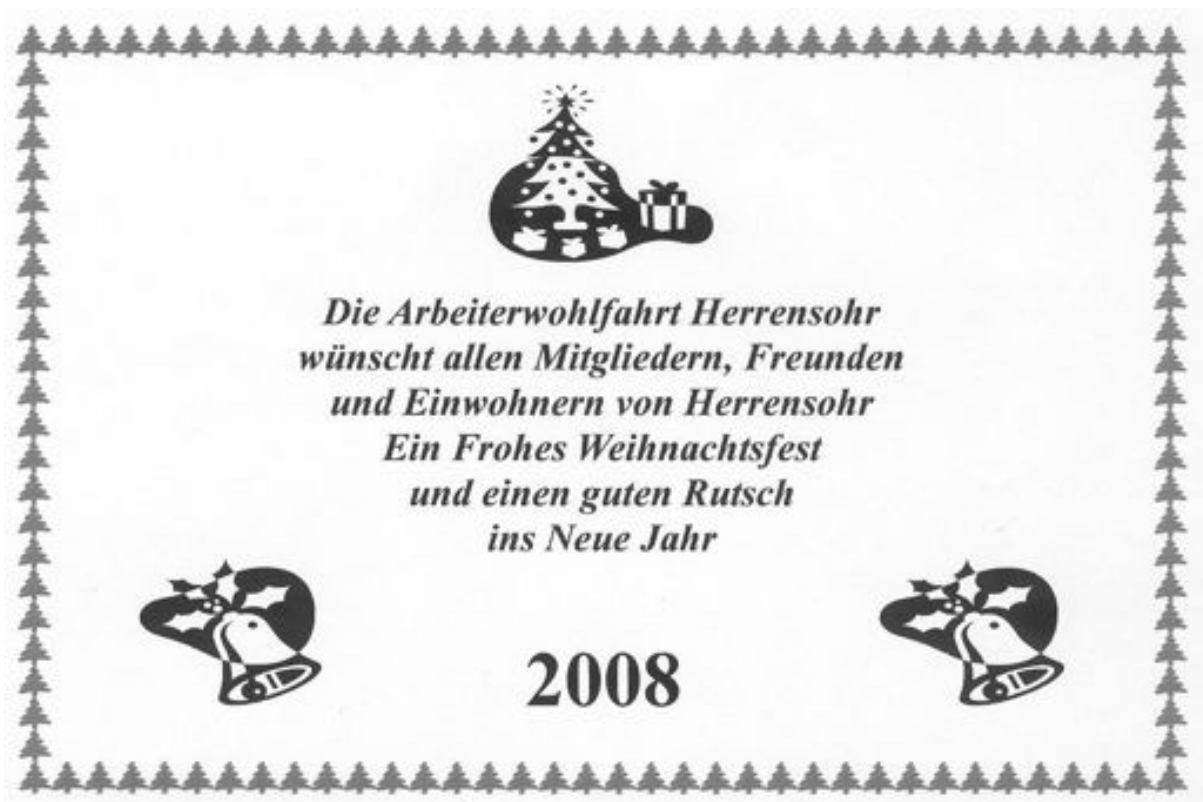 Die Arbeiterwohlfahrt Herrensohr
wünscht allen Mitgliedern, Freunden
und Einwohnern von Herrensohr
Ein Frohes Weihnachtsfest
und einen guten Rutsch
ins Neue Jahr
2008